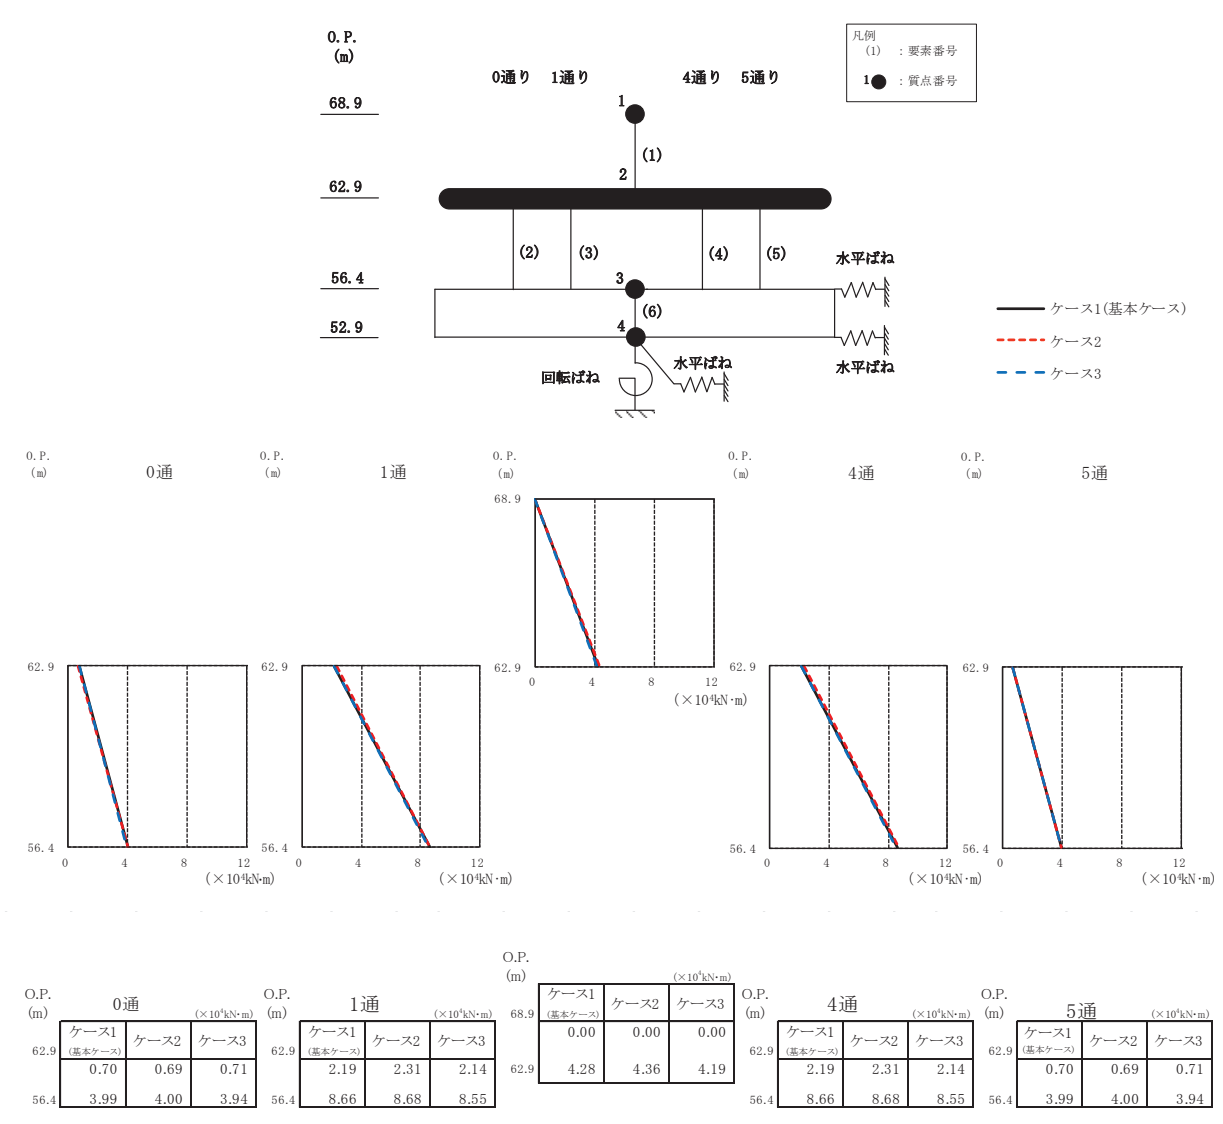 O.P.
(m)
0通り 1通り 4通り 5通り
凡例
(1) : 要素番号
1 : 質点番号
68.9
1
(1)
2
62.9
(2) (3) (4) (5)
水平ばね
56.4
3
(6)
52.9
4
水平ばね
水平ばね
回転ばね
ケース1(基本ケース)
ケース2
ケース3
O.P.
(m)
0通
62.9
56.4
0 4 8 12
(×10⁴kN・m)
O.P.
(m)
1通
62.9
56.4
0 4 8 12
(×10⁴kN・m)
O.P.
(m)
68.9
62.9
0 4 8 12
(×10⁴kN・m)
O.P.
(m)
4通
62.9
56.4
0 4 8 12
(×10⁴kN・m)
O.P.
(m)
5通
62.9
56.4
0 4 8 12
(×10⁴kN・m)
O.P.
(m)
0通
(×10⁴kN・m)
ケース1
(基本ケース)
ケース2 ケース3
62.9
0.70 0.69 0.71
56.4
3.99 4.00 3.94
O.P.
(m)
1通
(×10⁴kN・m)
ケース1
(基本ケース)
ケース2 ケース3
62.9
2.19 2.31 2.14
56.4
8.66 8.68 8.55
O.P.
(m)
(×10⁴kN・m)
ケース1
(基本ケース)
ケース2 ケース3
68.9
0.00 0.00 0.00
62.9
4.28 4.36 4.19
O.P.
(m)
4通
(×10⁴kN・m)
ケース1
(基本ケース)
ケース2 ケース3
62.9
2.19 2.31 2.14
56.4
8.66 8.68 8.55
O.P.
(m)
5通
(×10⁴kN・m)
ケース1
(基本ケース)
ケース2 ケース3
62.9
0.70 0.69 0.71
56.4
3.99 4.00 3.94